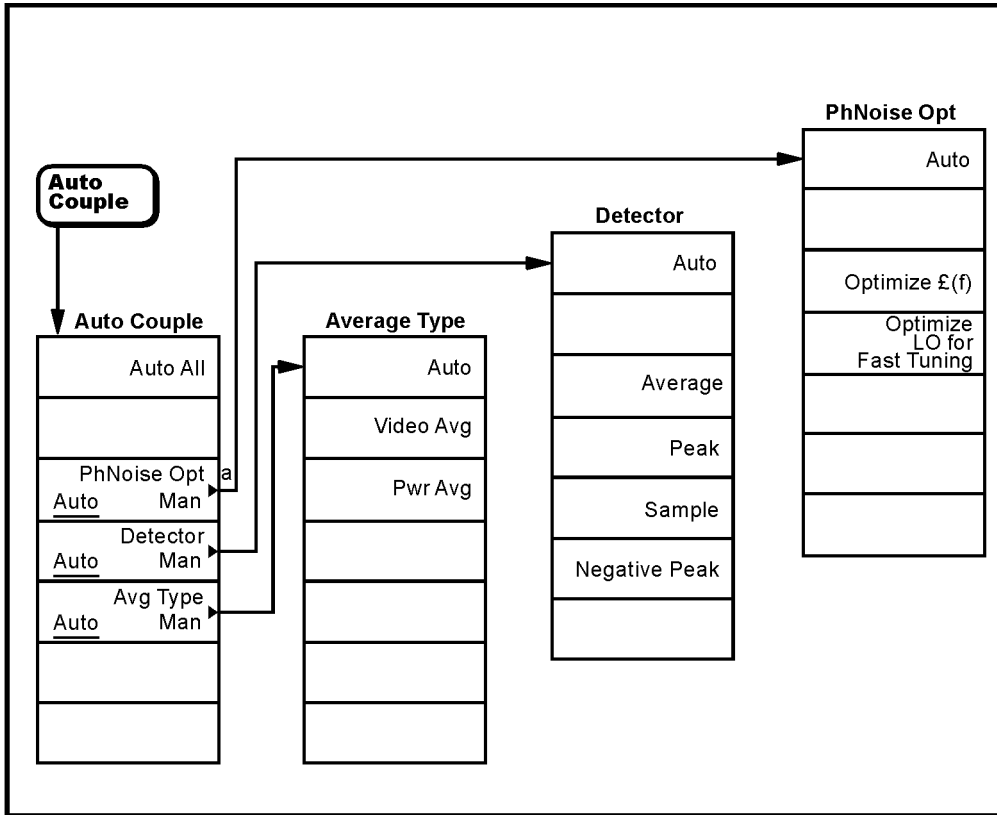 PhNoise Opt
Auto
Optimize £(f)
Optimize
LO for
Fast Tuning
Auto
Couple
Detector
Auto
Average
Peak
Sample
Negative Peak
Auto Couple
Auto All
PhNoise Opt a
Auto Man
Detector
Auto Man
Avg Type
Auto Man
Average Type
Auto
Video Avg
Pwr Avg